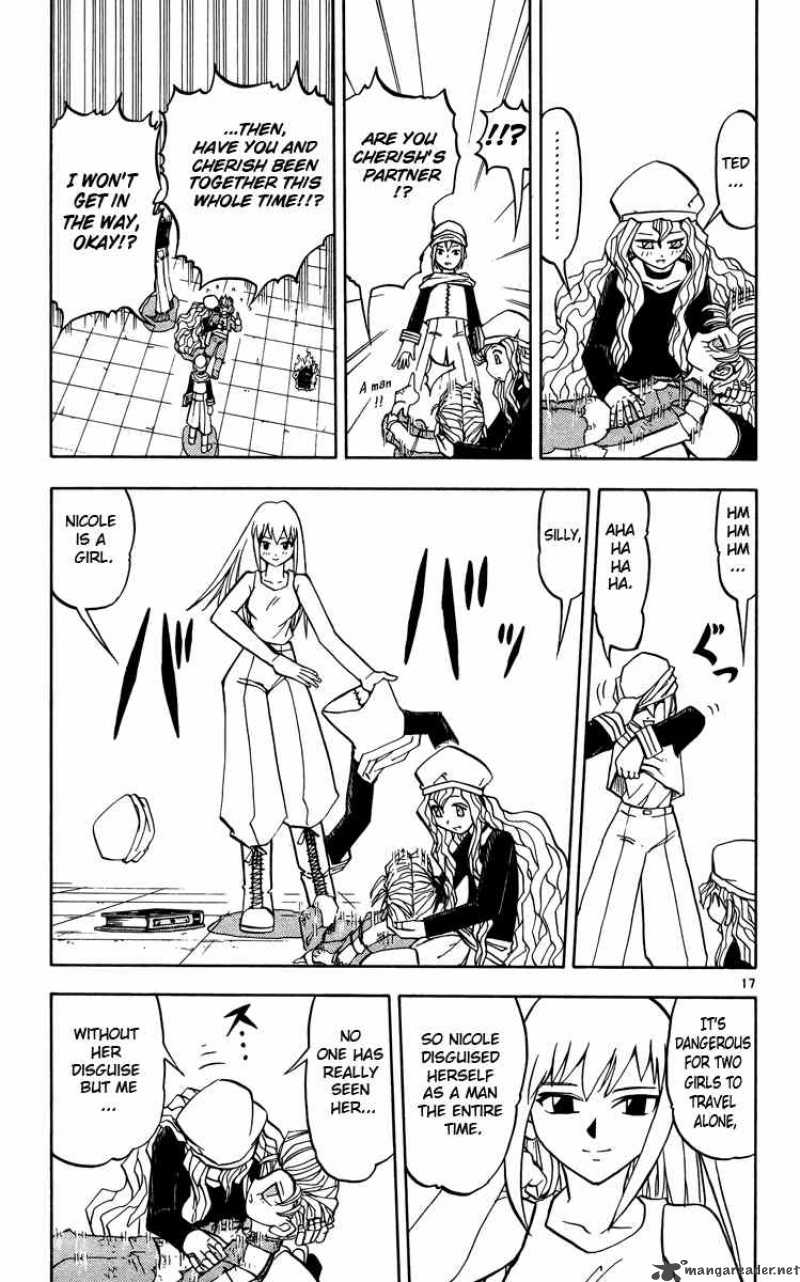 TED
...
.........
!!?
ARE YOU
CHERISH'S
PARTNER
!?
A man
!!
...THEN,
HAVE YOU AND
CHERISH BEEN
TOGETHER THIS
WHOLE TIME!!?
I WON'T
GET IN
THE WAY,
OKAY!?
HM
HM
HM
...
AHA
HA
HA
HA.
ぐっ
SILLY,
バ
バ
NICOLE
IS A
GIRL.
17
IT'S
DANGEROUS
FOR TWO
GIRLS TO
TRAVEL
ALONE,
SO NICOLE
DISGUISED
HERSELF
AS A MAN
THE ENTIRE
TIME.
NO
ONE HAS
REALLY
SEEN
HER...
WITHOUT
HER
DISGUISE
BUT ME
...
ス...
mangareader.net